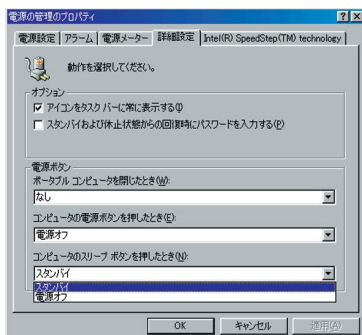 電源の管理のプロパティ
電源設定 アラーム 電源メーター 詳細設定 Intel(R) SpeedStep(TM) technology
動作を選択してください。
オプション
アイコンをタスク バーに常に表示する(I)
スタンバイおよび休止状態からの回復時にパスワードを入力する(P)
電源ボタン
ポータブル コンピュータを閉じたとき(W):
なし
コンピュータの電源ボタンを押したとき(E):
電源オフ
コンピュータのスリープ ボタンを押したとき(N):
スタンバイ
スタンバイ
電源オフ
OK キャンセル 適用(A)